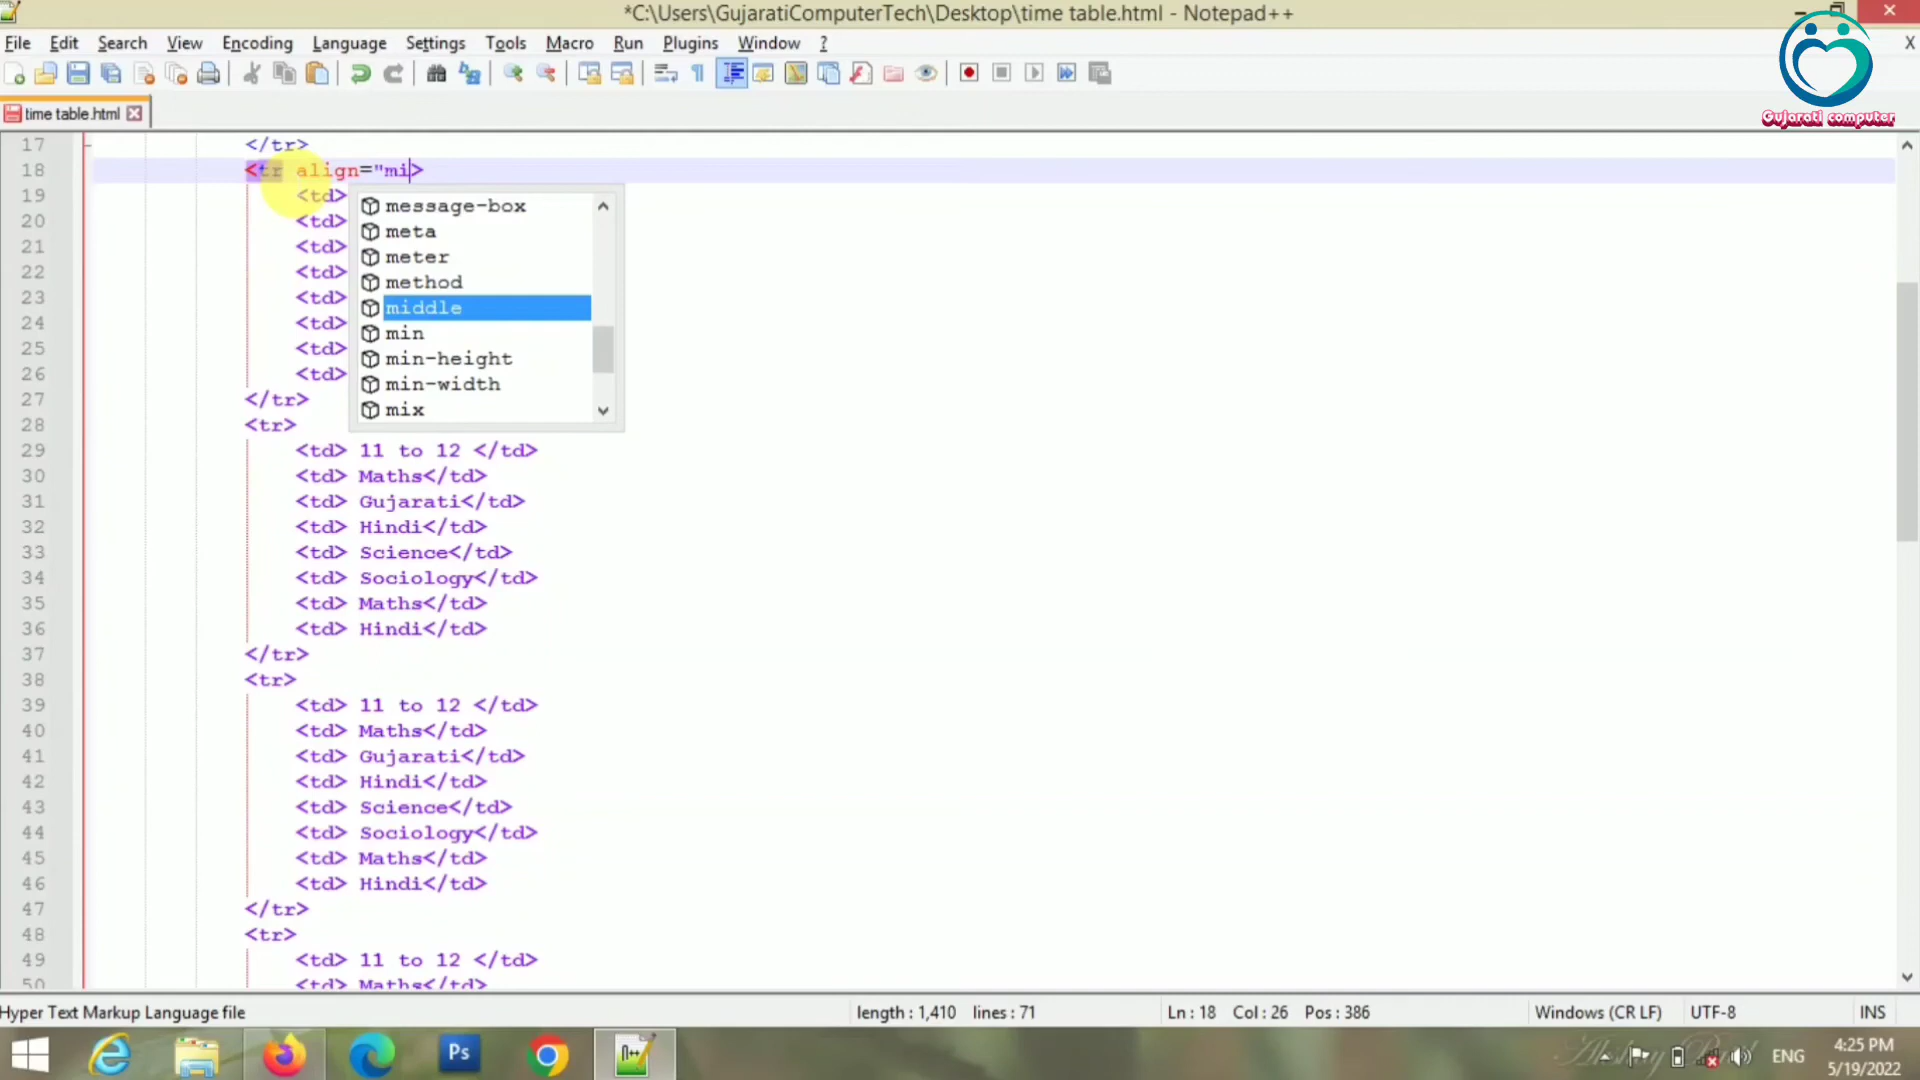 *C:\Users\GujaratiComputerTech\Desktop\time table.html - Notepad++
File Edit Search View Encoding Language Settings Tools Macro Run Plugins Window ? X
Gujarati computer
time table.html
17 </tr>
18 <tr align="mi>
19 <td>
20 <td>
21 <td>
22 <td>
23 <td>
24 <td>
25 <td>
26 <td>
message-box
meta
meter
method
middle
min
min-height
min-width
mix
27 </tr>
28 <tr>
29 <td> 11 to 12 </td>
30 <td> Maths</td>
31 <td> Gujarati</td>
32 <td> Hindi</td>
33 <td> Science</td>
34 <td> Sociology</td>
35 <td> Maths</td>
36 <td> Hindi</td>
37 </tr>
38 <tr>
39 <td> 11 to 12 </td>
40 <td> Maths</td>
41 <td> Gujarati</td>
42 <td> Hindi</td>
43 <td> Science</td>
44 <td> Sociology</td>
45 <td> Maths</td>
46 <td> Hindi</td>
47 </tr>
48 <tr>
49 <td> 11 to 12 </td>
50 <td> Maths</td>
Hyper Text Markup Language file length : 1,410 lines : 71 Ln : 18 Col : 26 Pos : 386 Windows (CR LF) UTF-8 INS
Ps
n++
ENG
4:25 PM
5/19/2022